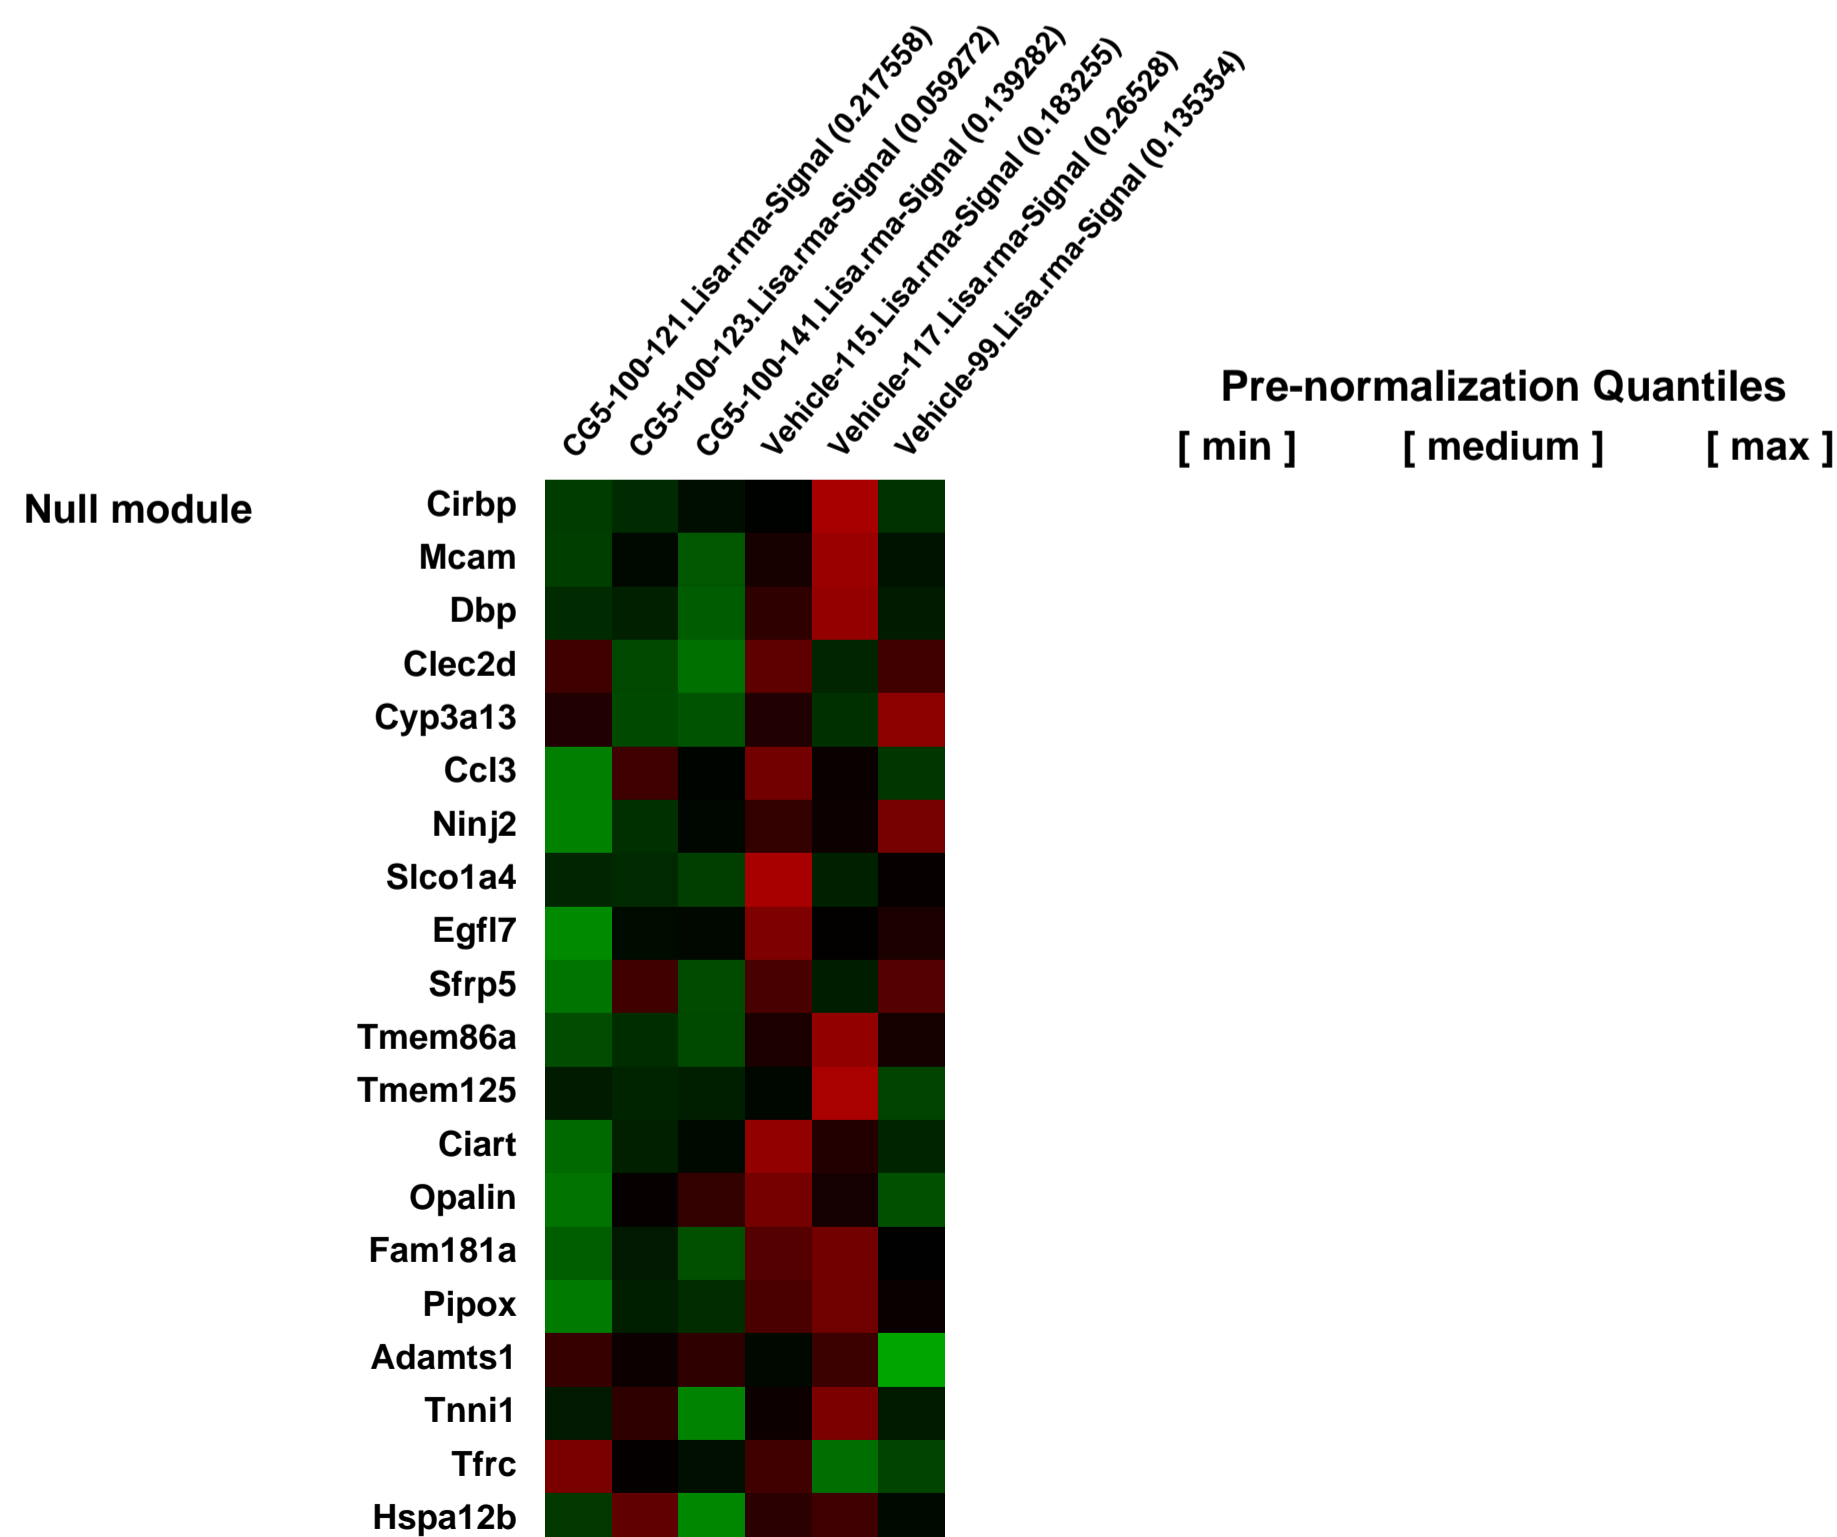 CG5-100-121.Lisa.rma-Signal (0.217558)
CG5-100-123.Lisa.rma-Signal (0.059272)
CG5-100-141.Lisa.rma-Signal (0.139282)
Vehicle-115.Lisa.rma-Signal (0.183255)
Vehicle-117.Lisa.rma-Signal (0.26528)
Vehicle-99.Lisa.rma-Signal (0.135354)
Pre-normalization Quantiles
[ min ] [ medium ] [ max ]
Null module
Cirbp
Mcam
Dbp
Clec2d
Cyp3a13
Ccl3
Ninj2
Slco1a4
Egfl7
Sfrp5
Tmem86a
Tmem125
Ciart
Opalin
Fam181a
Pipox
Adamts1
Tnni1
Tfrc
Hspa12b